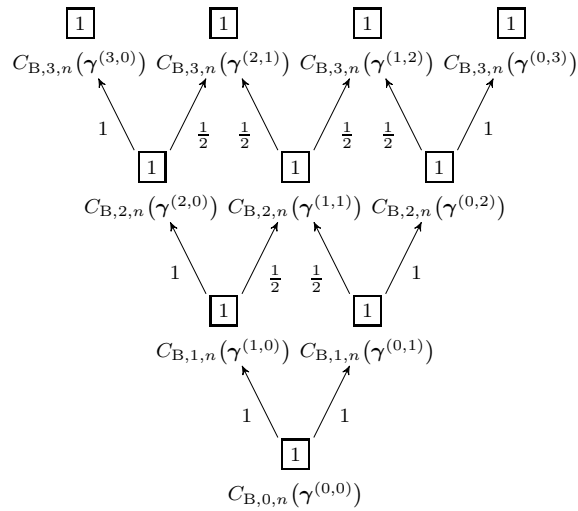 1 1 1 1
C_{B,3,n}(γ^{(3,0)}) C_{B,3,n}(γ^{(2,1)}) C_{B,3,n}(γ^{(1,2)}) C_{B,3,n}(γ^{(0,3)})
1 1/2 1/2 1/2 1/2 1
1 1 1
C_{B,2,n}(γ^{(2,0)}) C_{B,2,n}(γ^{(1,1)}) C_{B,2,n}(γ^{(0,2)})
1 1/2 1/2 1
1 1
C_{B,1,n}(γ^{(1,0)}) C_{B,1,n}(γ^{(0,1)})
1 1
1
C_{B,0,n}(γ^{(0,0)})